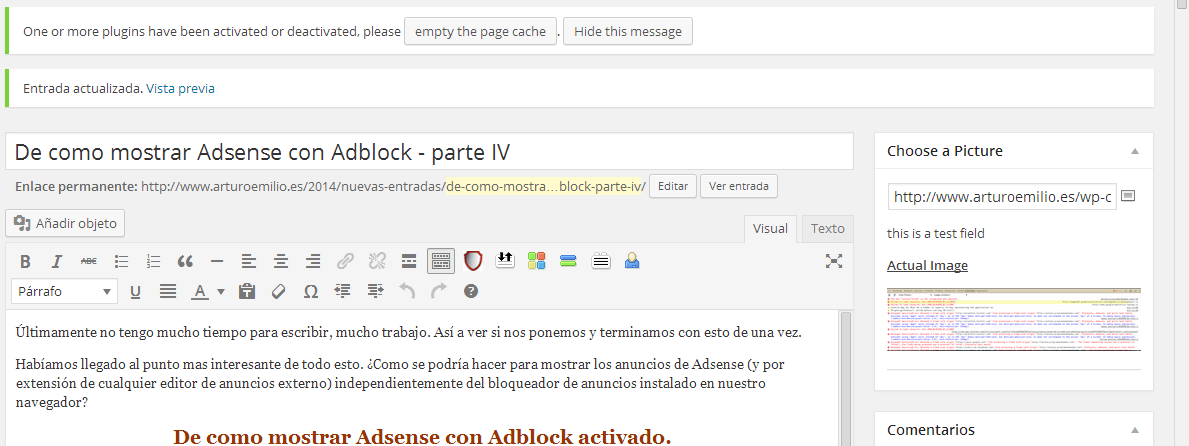 One or more plugins have been activated or deactivated, please empty the page cache . Hide this message
Entrada actualizada. Vista previa
De como mostrar Adsense con Adblock - parte IV
Enlace permanente: http://www.arturoemilio.es/2014/nuevas-entradas/de-como-mostra…block-parte-iv/ Editar Ver entrada
Añadir objeto
Visual Texto
B I ABC
Párrafo U A Ω
Últimamente no tengo mucho tiempo para escribir, mucho trabajo. Así a ver si nos ponemos y terminamos con esto de una vez.
Habíamos llegado al punto mas interesante de todo esto. ¿Como se podría hacer para mostrar los anuncios de Adsense (y por
extensión de cualquier editor de anuncios externo) independientemente del bloqueador de anuncios instalado en nuestro
navegador?
De como mostrar Adsense con Adblock activado.
Choose a Picture
http://www.arturoemilio.es/wp-c
this is a test field
Actual Image
Comentarios